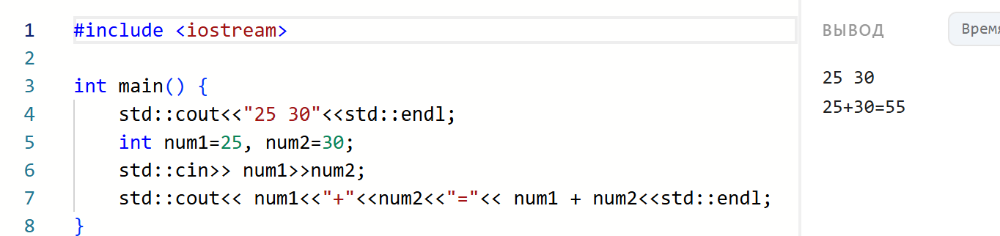 1 #include <iostream>
2
3 int main() {
4 std::cout<<"25 30"<<std::endl;
5 int num1=25, num2=30;
6 std::cin>> num1>>num2;
7 std::cout<< num1<<"+"<<num2<<"="<< num1 + num2<<std::endl;
8 }
ВЫВОД
Время
25 30
25+30=55